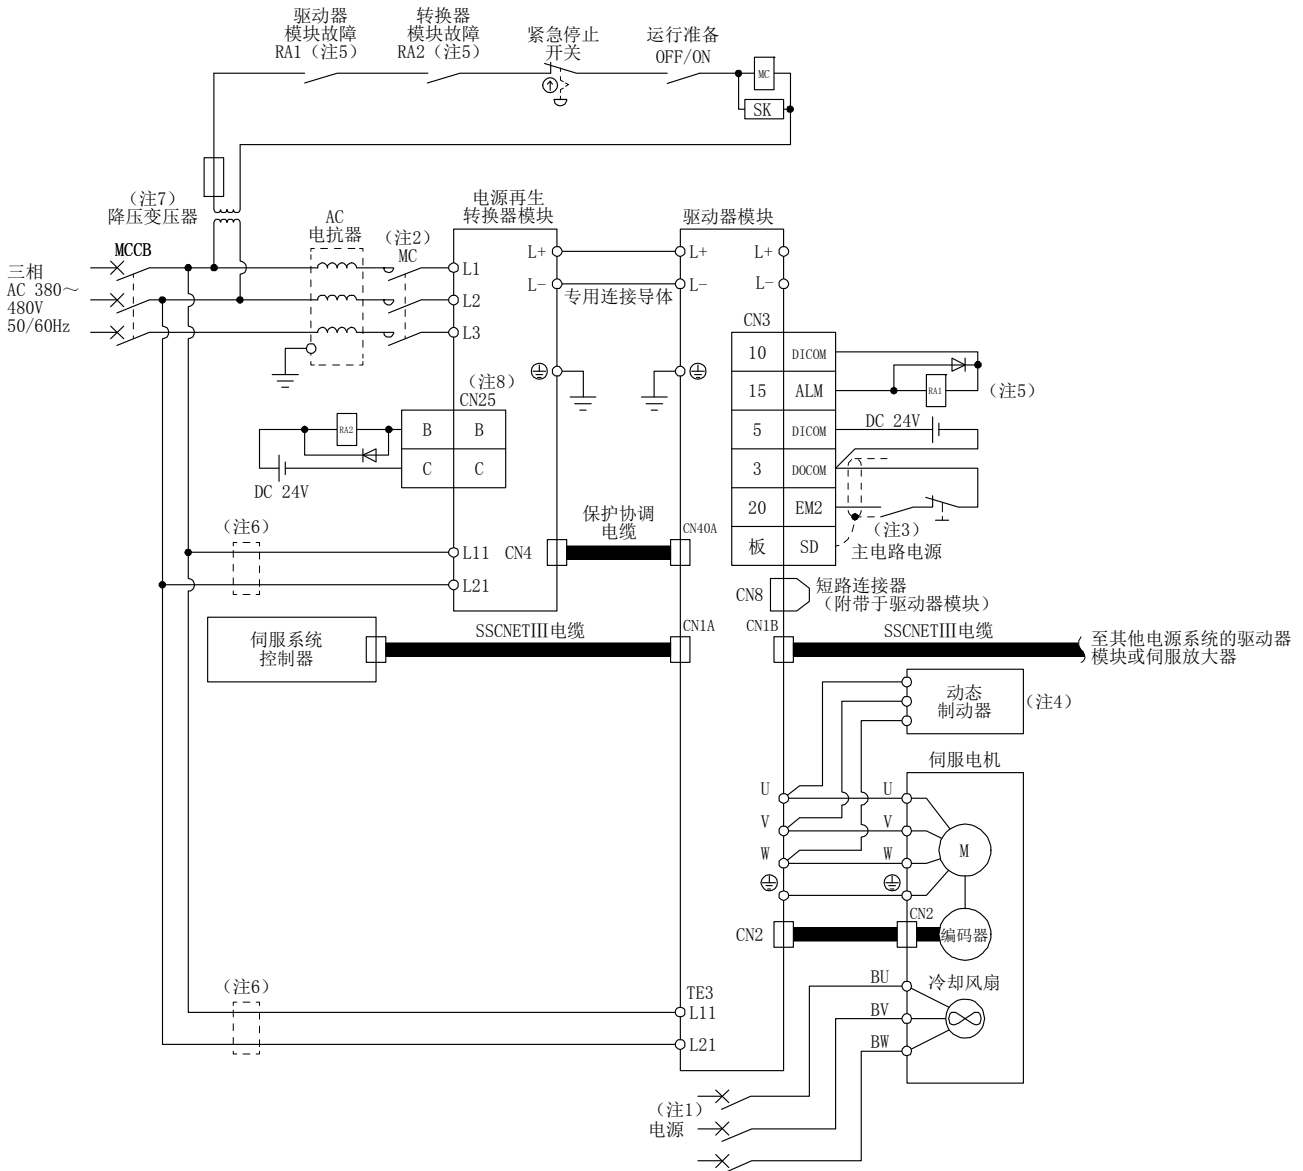 驱动器
模块故障
RA1（注5）
转换器
模块故障
RA2（注5）
紧急停止
开关
运行准备
OFF/ON
MC
SK
（注7）
降压变压器
MCCB
三相
AC 380～
480V
50/60Hz
AC
电抗器
（注2）
MC
电源再生
转换器模块
驱动器模块
L+
L-
L+
L-
L+
L-
专用连接导体
L1
L2
L3
（注8）
CN25
B
B
C
C
RA2
DC 24V
CN3
10
DICOM
15
ALM
5
DICOM
3
DOCOM
20
EM2
板
SD
RA1
（注5）
DC 24V
（注3）
主电路电源
（注6）
L11
L21
CN4
保护协调
电缆
CN40A
CN8
短路连接器
（附带于驱动器模块）
伺服系统
控制器
SSCNETⅢ电缆
CN1A
CN1B
SSCNETⅢ电缆
至其他电源系统的驱动器
模块或伺服放大器
动态
制动器
（注4）
伺服电机
U
U
V
V
W
W
M
CN2
CN2
编码器
BU
冷却风扇
BV
BW
（注6）
TE3
L11
L21
（注1）
电源